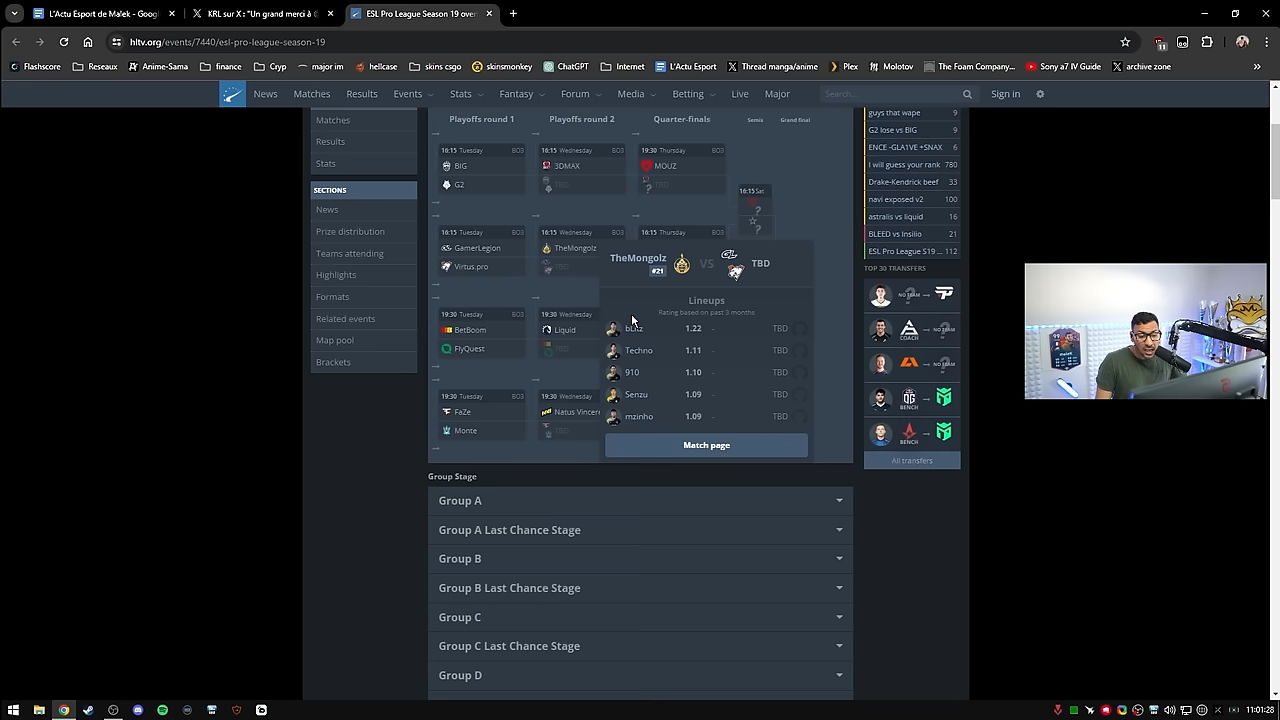 L'Actu Esport de Malek - Goog
KRL sur X : "Un grand merci à
ESL Pro League Season 19 over
hltv.org/events/7440/esl-pro-league-season-19
11
Flashscore
Reseaux
Anime-Sama
finance
Cryp
major im
hellcase
skins csgo
skinsmonkey
ChatGPT
Internet
L'Actu Esport
Thread manga/anime
Plex
Molotov
The Foam Company...
Sony a7 IV Guide
archive zone
News
Matches
Results
Events
Stats
Fantasy
Forum
Media
Betting
Live
Major
Search...
Sign in
Matches
Results
Stats
SECTIONS
News
Prize distribution
Teams attending
Highlights
Formats
Related events
Map pool
Brackets
Playoffs round 1
Playoffs round 2
Quarter-finals
Semis
Grand final
16:15 Tuesday BO3
BIG
G2
16:15 Wednesday BO3
3DMAX
TBD
19:30 Thursday BO3
MOUZ
TBD
16:15 Sat
?
?
16:15 Tuesday BO3
GamerLegion
Virtus.pro
16:15 Wednesday BO3
TheMongolz
TBD
16:15 Thursday BO3
19:30 Tuesday BO3
BetBoom
FlyQuest
19:30 Wednesday
Liquid
TBD
19:30 Tuesday BO3
FaZe
Monte
19:30 Wednesday
Natus Vincere
TBD
TheMongolz
#21
VS
TBD
Lineups
Rating based on past 3 months
bLitz 1.22 - TBD
Techno 1.11 - TBD
910 1.10 - TBD
Senzu 1.09 - TBD
mzinho 1.09 - TBD
Match page
Group Stage
Group A
Group A Last Chance Stage
Group B
Group B Last Chance Stage
Group C
Group C Last Chance Stage
Group D
guys that wape 9
G2 lose vs BIG 9
ENCE -GLA1VE +SNAX 6
I will guess your rank 780
Drake-Kendrick beef 33
navi exposed v2 100
astralis vs liquid 16
BLEED vs Insilio 21
ESL Pro League S19 ... 112
TOP 30 TRANSFERS
NO TEAM
COACH
NO TEAM
NO TEAM
BENCH
BENCH
All transfers
11:01:28